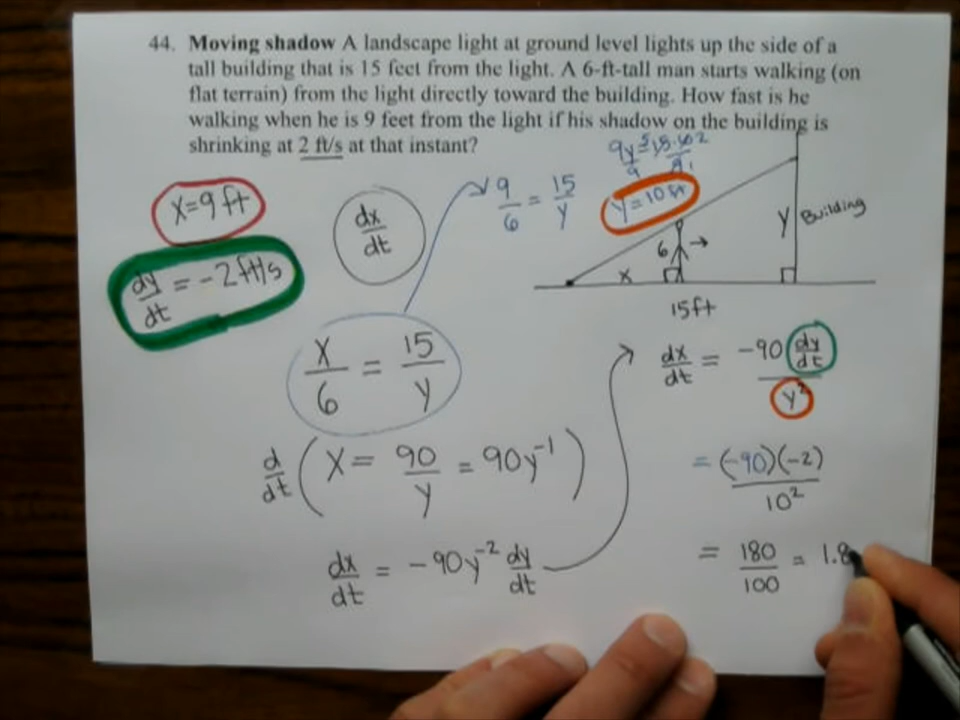 44. Moving shadow A landscape light at ground level lights up the side of a
tall building that is 15 feet from the light. A 6-ft-tall man starts walking (on
flat terrain) from the light directly toward the building. How fast is he
walking when he is 9 feet from the light if his shadow on the building is
shrinking at 2 ft/s at that instant?
x = 9 ft
dy/dt = -2 ft/s
dx/dt
9/6 = 15/y
y = 10 ft
6
x
y
Building
15ft
x/6 = 15/y
d/dt ( x = 90/y = 90y⁻¹ )
dx/dt = -90y⁻² dy/dt
dx/dt = -90 dy/dt / y²
= (-90)(-2) / 10²
= 180/100 = 1.8